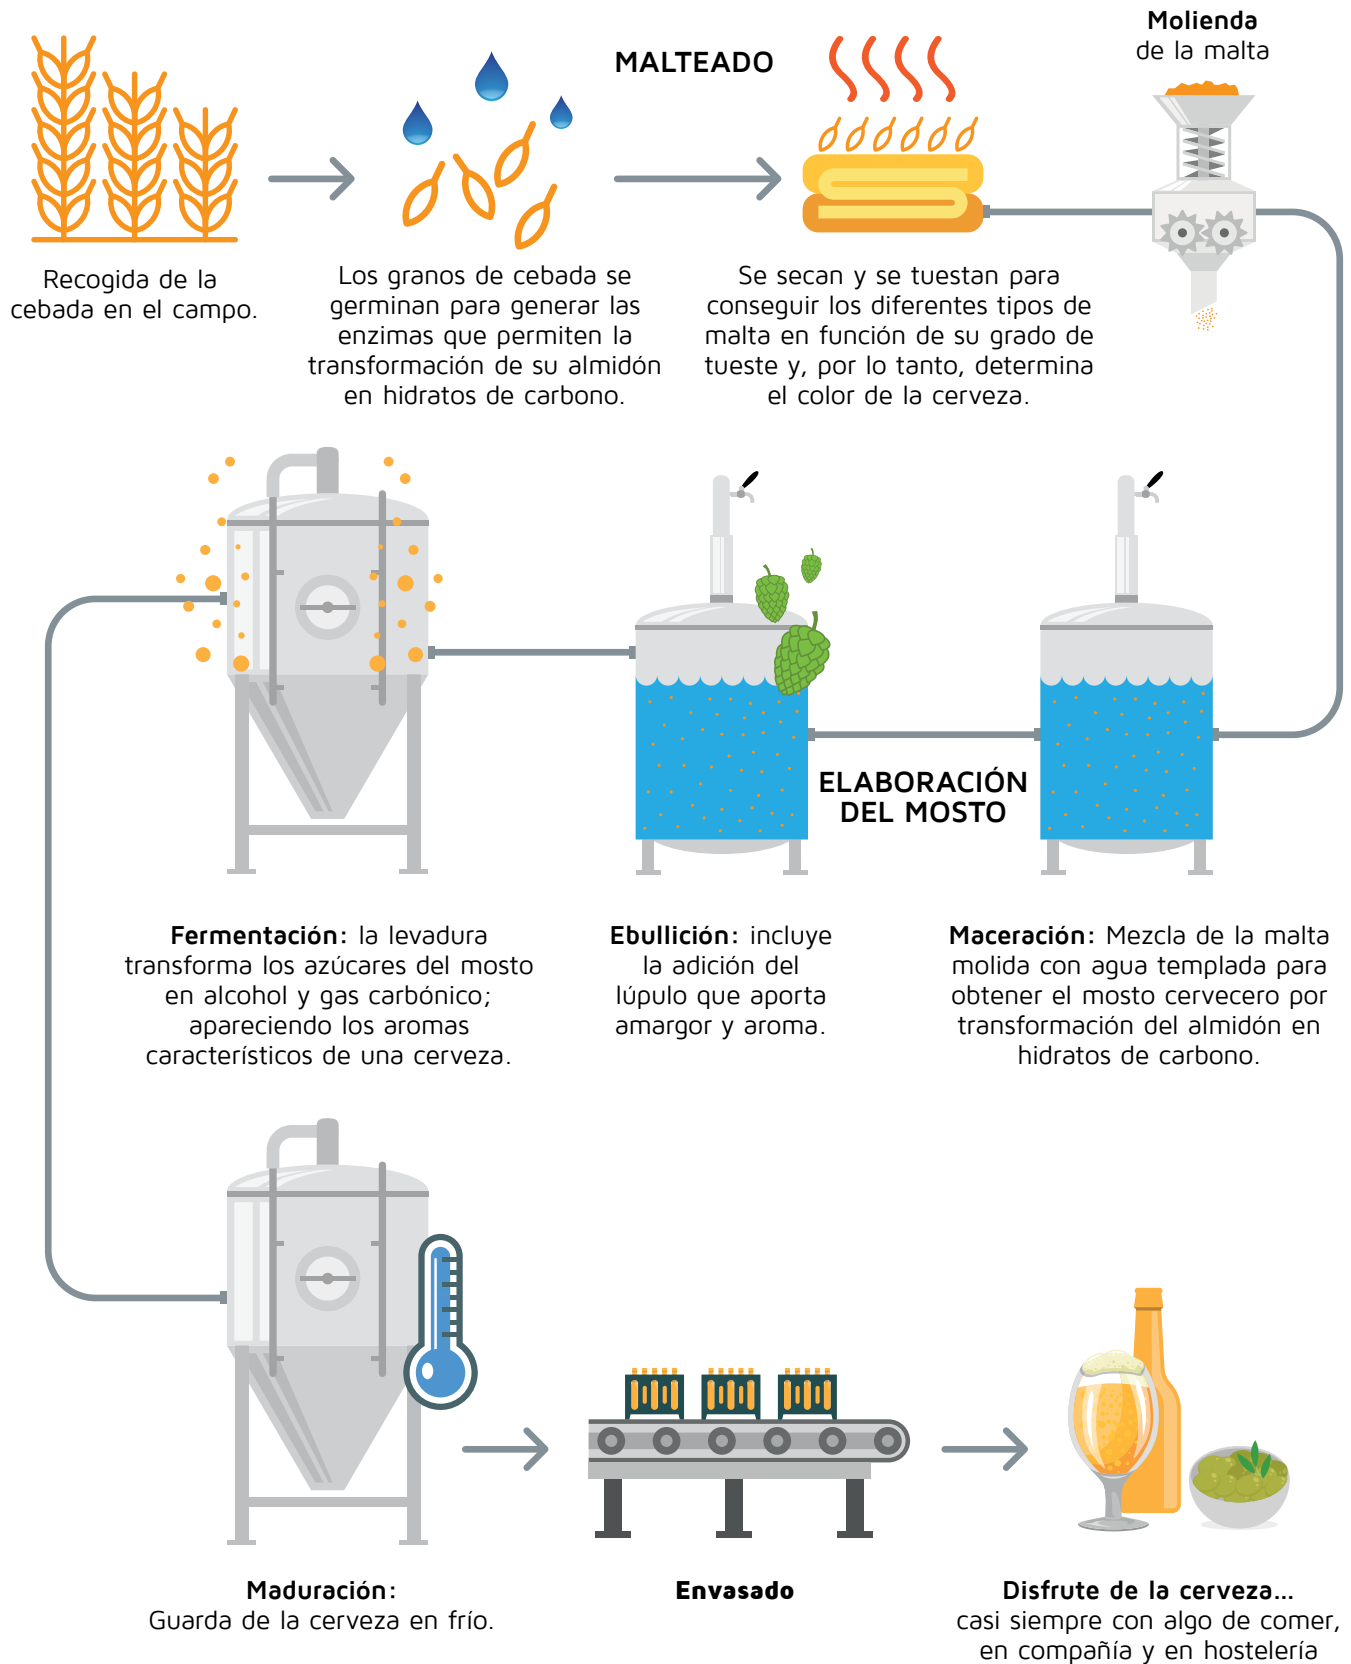 MALTEADO
Molienda
de la malta
Recogida de la
cebada en el campo.
Los granos de cebada se
germinan para generar las
enzimas que permiten la
transformación de su almidón
en hidratos de carbono.
Se secan y se tuestan para
conseguir los diferentes tipos de
malta en función de su grado de
tueste y, por lo tanto, determina
el color de la cerveza.
ELABORACIÓN
DEL MOSTO
Maceración: Mezcla de la malta
molida con agua templada para
obtener el mosto cervecero por
transformación del almidón en
hidratos de carbono.
Ebullición: incluye
la adición del
lúpulo que aporta
amargor y aroma.
Fermentación: la levadura
transforma los azúcares del mosto
en alcohol y gas carbónico;
apareciendo los aromas
característicos de una cerveza.
Maduración:
Guarda de la cerveza en frío.
Envasado
Disfrute de la cerveza...
casi siempre con algo de comer,
en compañía y en hostelería